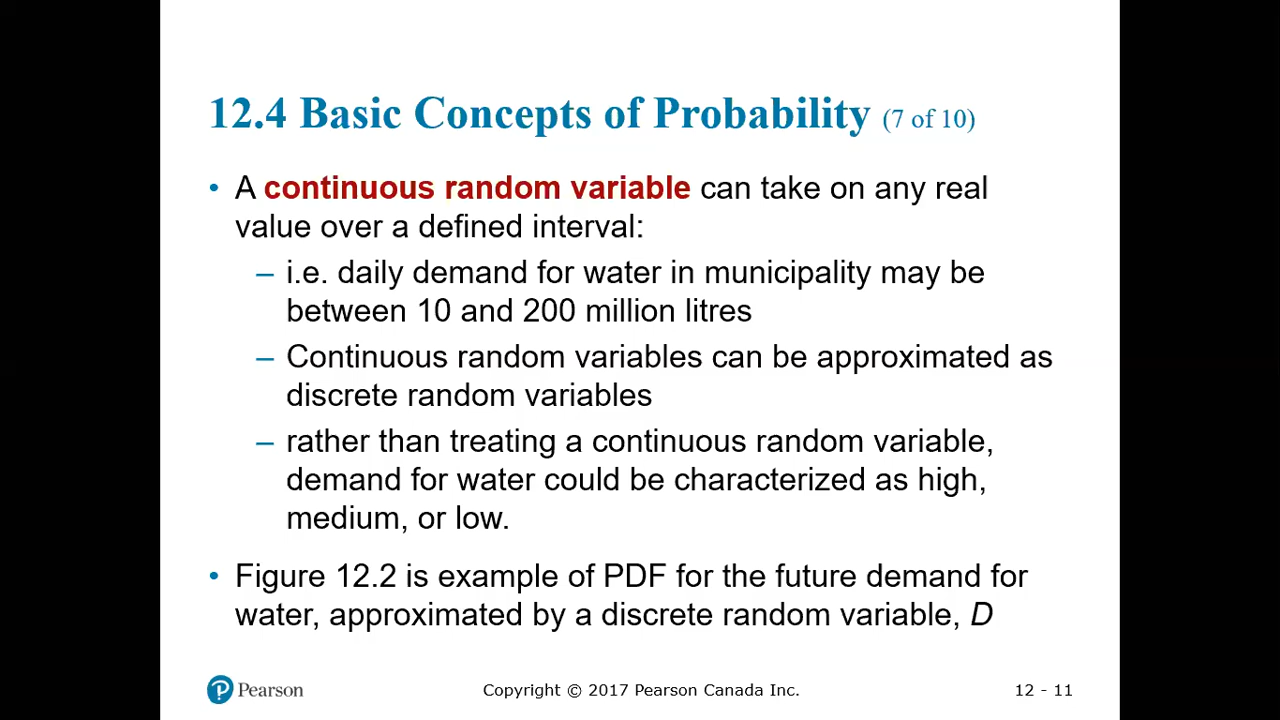 12.4 Basic Concepts of Probability (7 of 10)
• A continuous random variable can take on any real
value over a defined interval:
– i.e. daily demand for water in municipality may be
between 10 and 200 million litres
– Continuous random variables can be approximated as
discrete random variables
– rather than treating a continuous random variable,
demand for water could be characterized as high,
medium, or low.
• Figure 12.2 is example of PDF for the future demand for
water, approximated by a discrete random variable, D
P Pearson
Copyright © 2017 Pearson Canada Inc.
12 - 11